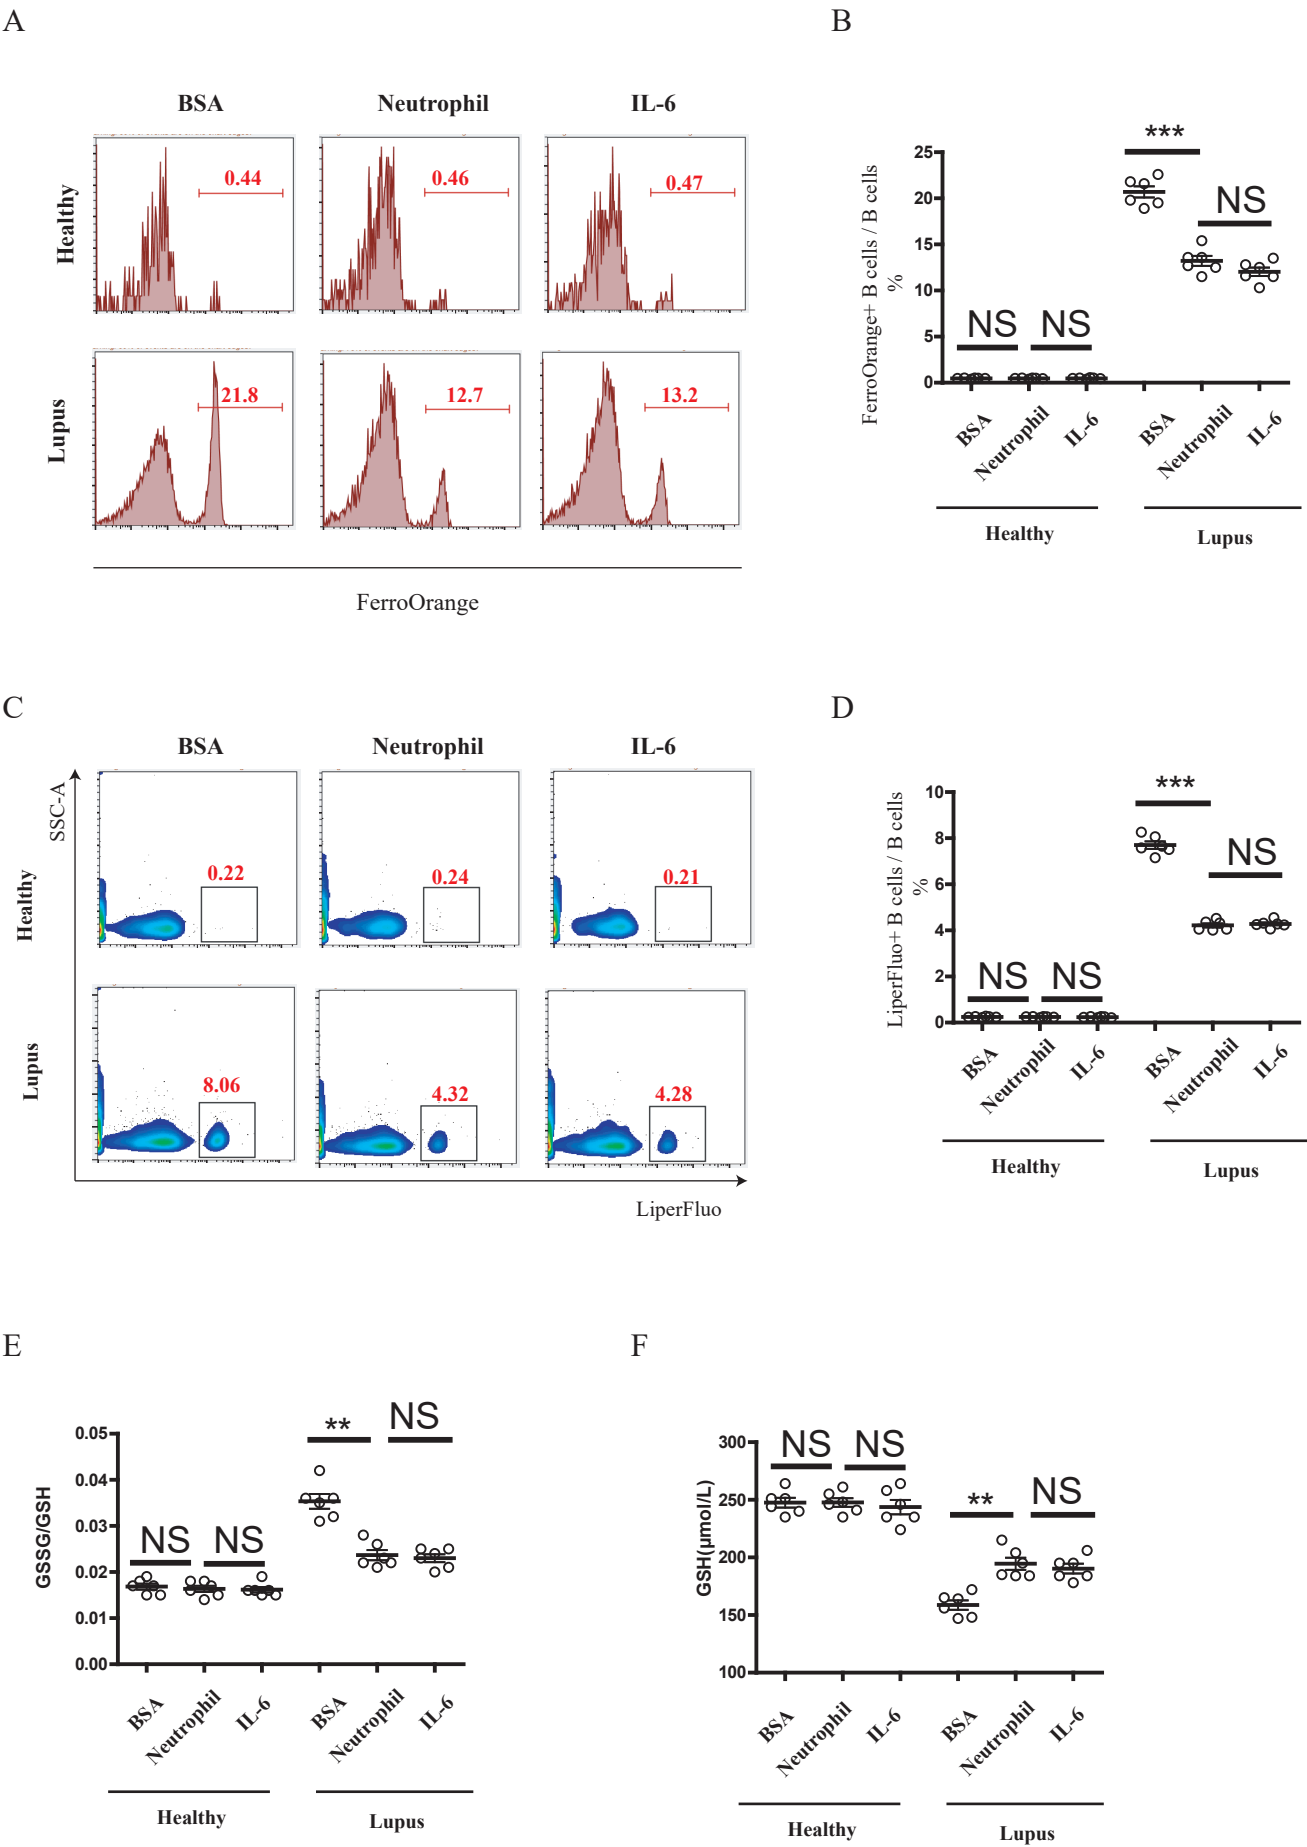 A
BSA Neutrophil IL-6
Healthy
0.44 0.46 0.47
Lupus
21.8 12.7 13.2
FerroOrange
B
FerroOrange+ B cells / B cells
%
25
20
15
10
5
0
***
NS
NS NS
BSA Neutrophil IL-6 BSA Neutrophil IL-6
Healthy Lupus
C
BSA Neutrophil IL-6
SSC-A
Healthy
0.22 0.24 0.21
Lupus
8.06 4.32 4.28
LiperFluo
D
LiperFluo+ B cells / B cells
%
10
8
6
4
2
0
***
NS
NS NS
BSA Neutrophil IL-6 BSA Neutrophil IL-6
Healthy Lupus
E
GSSG/GSH
0.05
0.04
0.03
0.02
0.01
0.00
** NS
NS NS
BSA Neutrophil IL-6 BSA Neutrophil IL-6
Healthy Lupus
F
GSH(μmol/L)
300
250
200
150
100
NS NS
** NS
BSA Neutrophil IL-6 BSA Neutrophil IL-6
Healthy Lupus